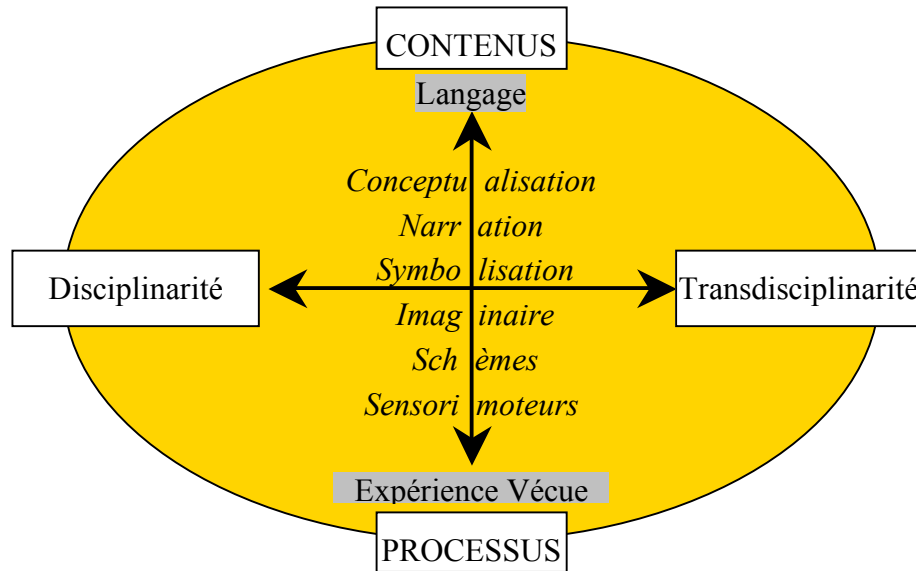 CONTENUS
Langage
Conceptu alisation
Narr ation
Disciplinarité
Symbo lisation
Transdisciplinarité
Imag inaire
Sch èmes
Sensori moteurs
Expérience Vécue
PROCESSUS